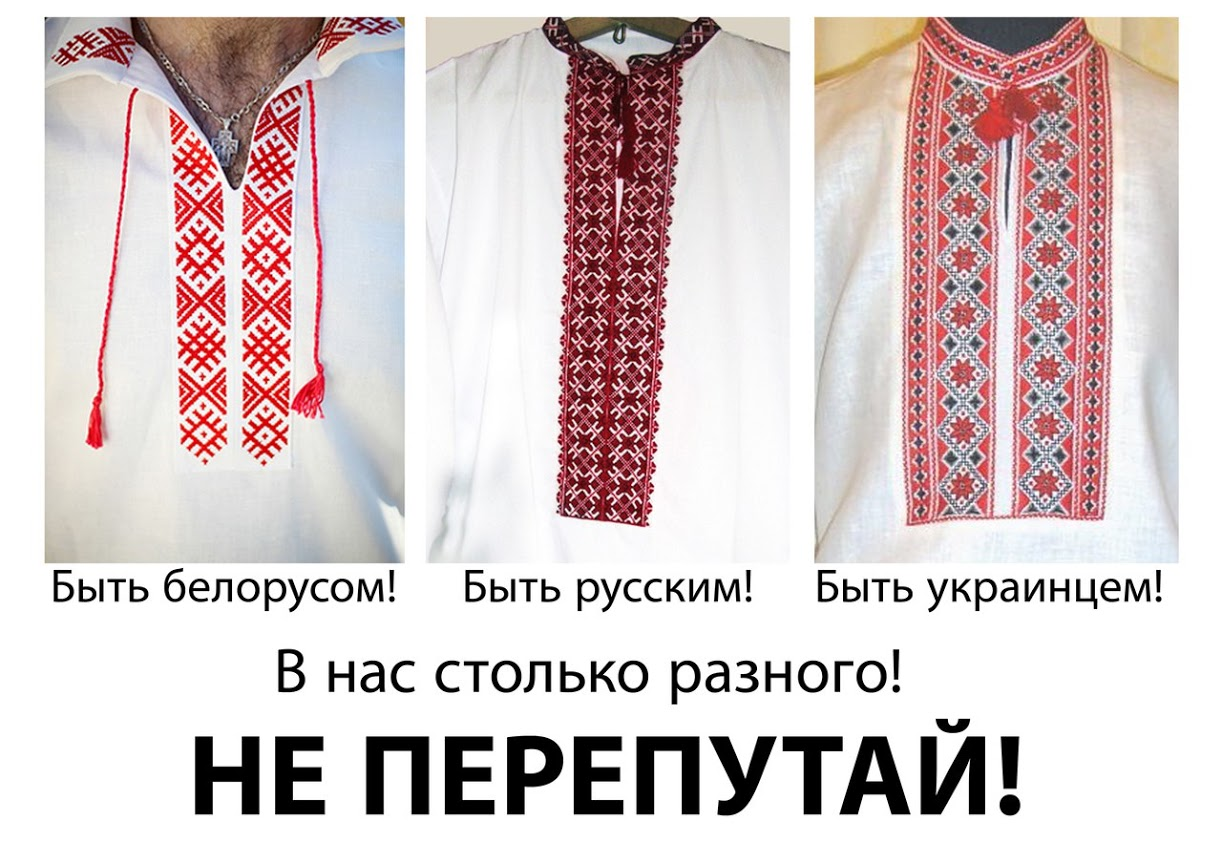 Быть белорусом! Быть русским! Быть украинцем!
В нас столько разного!
НЕ ПЕРЕПУТАЙ!